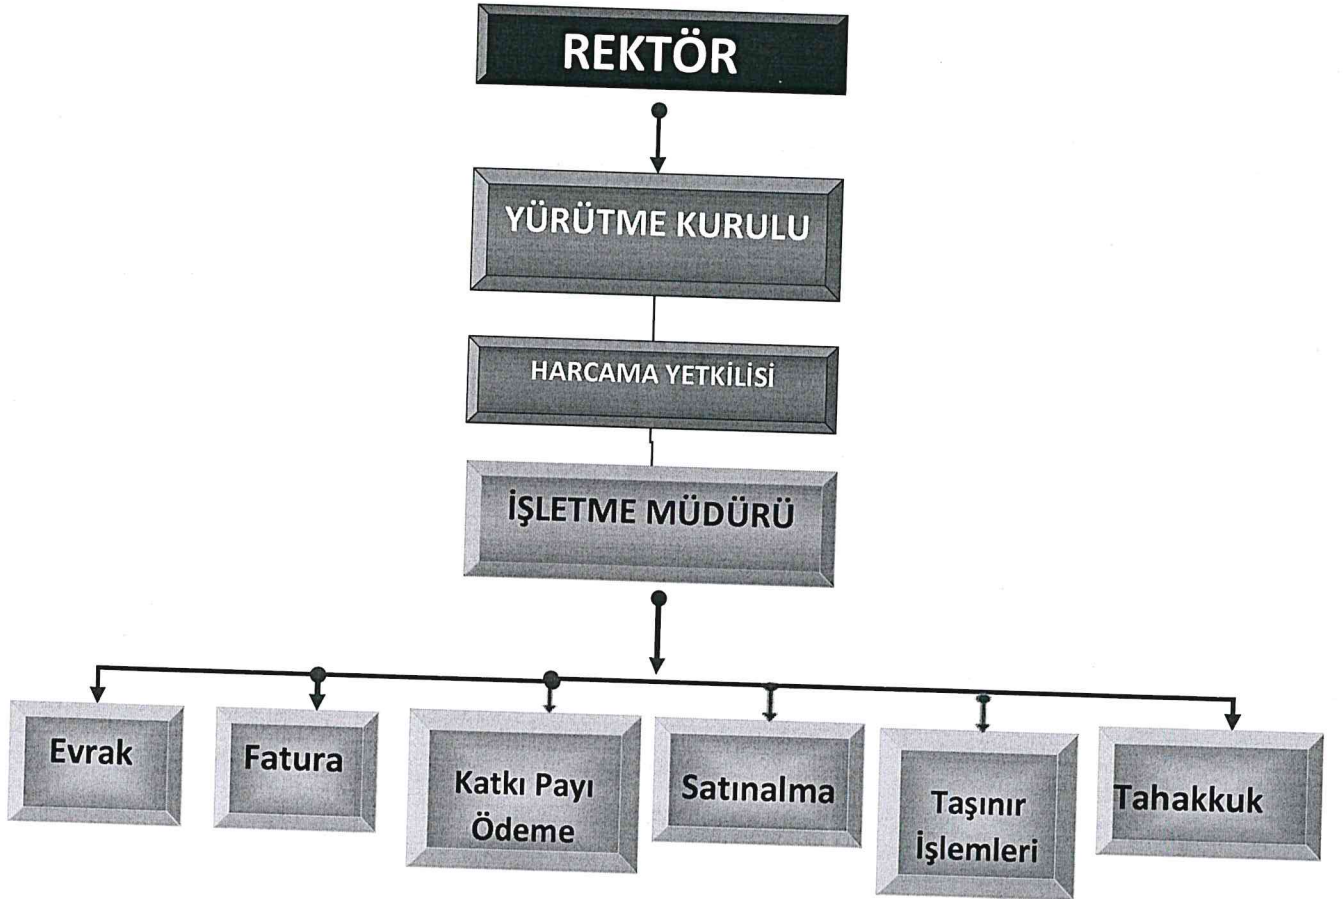 REKTÖR
YÜRÜTME KURULU
HARCAMA YETKİLİSİ
İŞLETME MÜDÜRÜ
Evrak
Fatura
Katkı Payı
Ödeme
Satınalma
Taşınır
İşlemleri
Tahakkuk